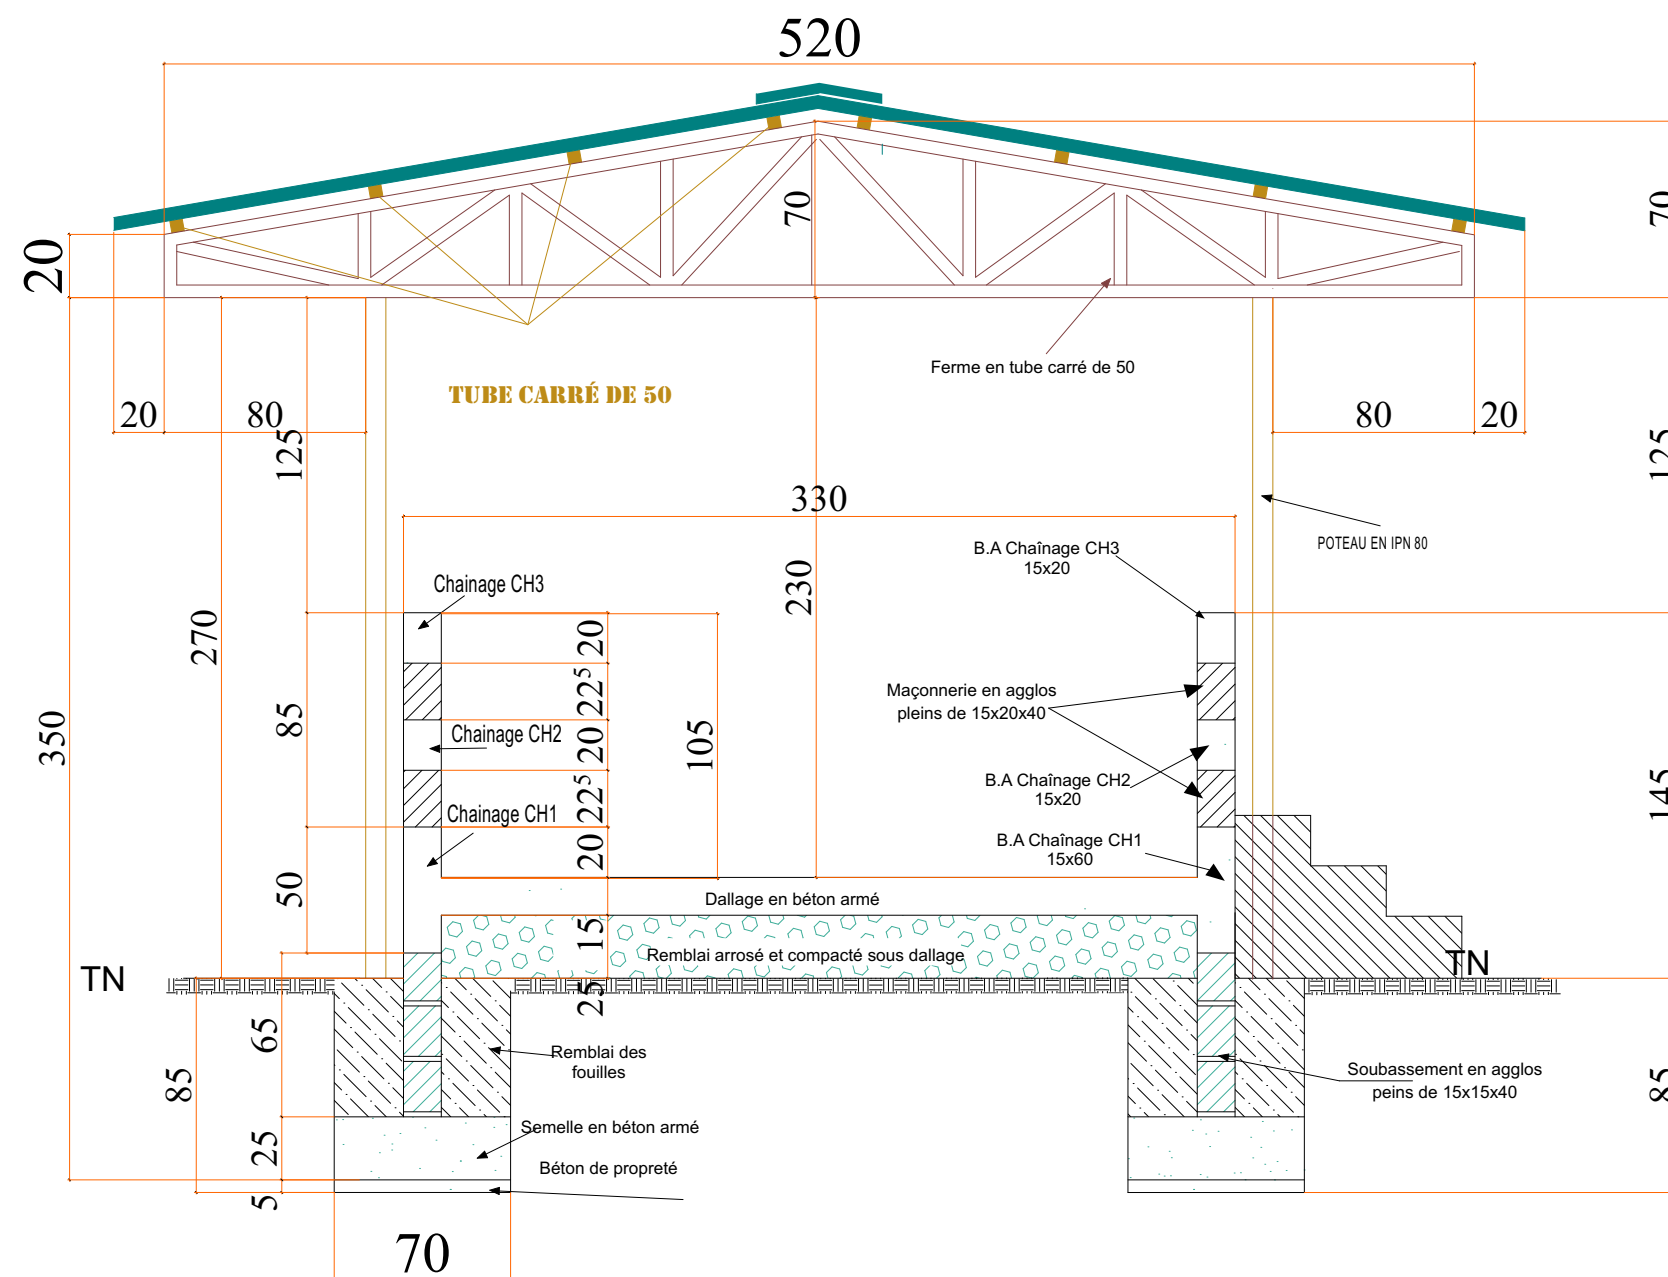 520
70
70
20
Ferme en tube carré de 50
TUBE CARRÉ DE 50
20
80
80
20
125
125
330
POTEAU EN IPN 80
B.A Chaînage CH3
15x20
Chainage CH3
230
270
20
22⁵
Maçonnerie en agglos
pleins de 15x20x40
350
85
Chainage CH2
20
105
B.A Chaînage CH2
15x20
145
22⁵
Chainage CH1
20
B.A Chaînage CH1
15x60
50
Dallage en béton armé
15
Remblai arrosé et compacté sous dallage
TN
TN
25
65
Remblai des
fouilles
Soubassement en agglos
peins de 15x15x40
85
85
Semelle en béton armé
25
Béton de propreté
5
70